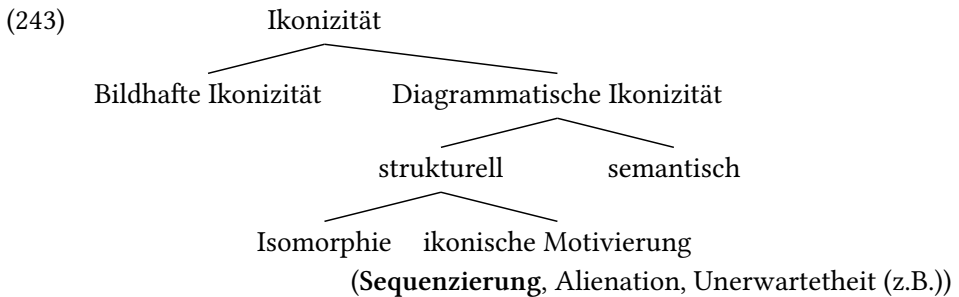 (243) Ikonizität
Bildhafte Ikonizität Diagrammatische Ikonizität
strukturell semantisch
Isomorphie ikonische Motivierung
(Sequenzierung, Alienation, Unerwartetheit (z.B.))